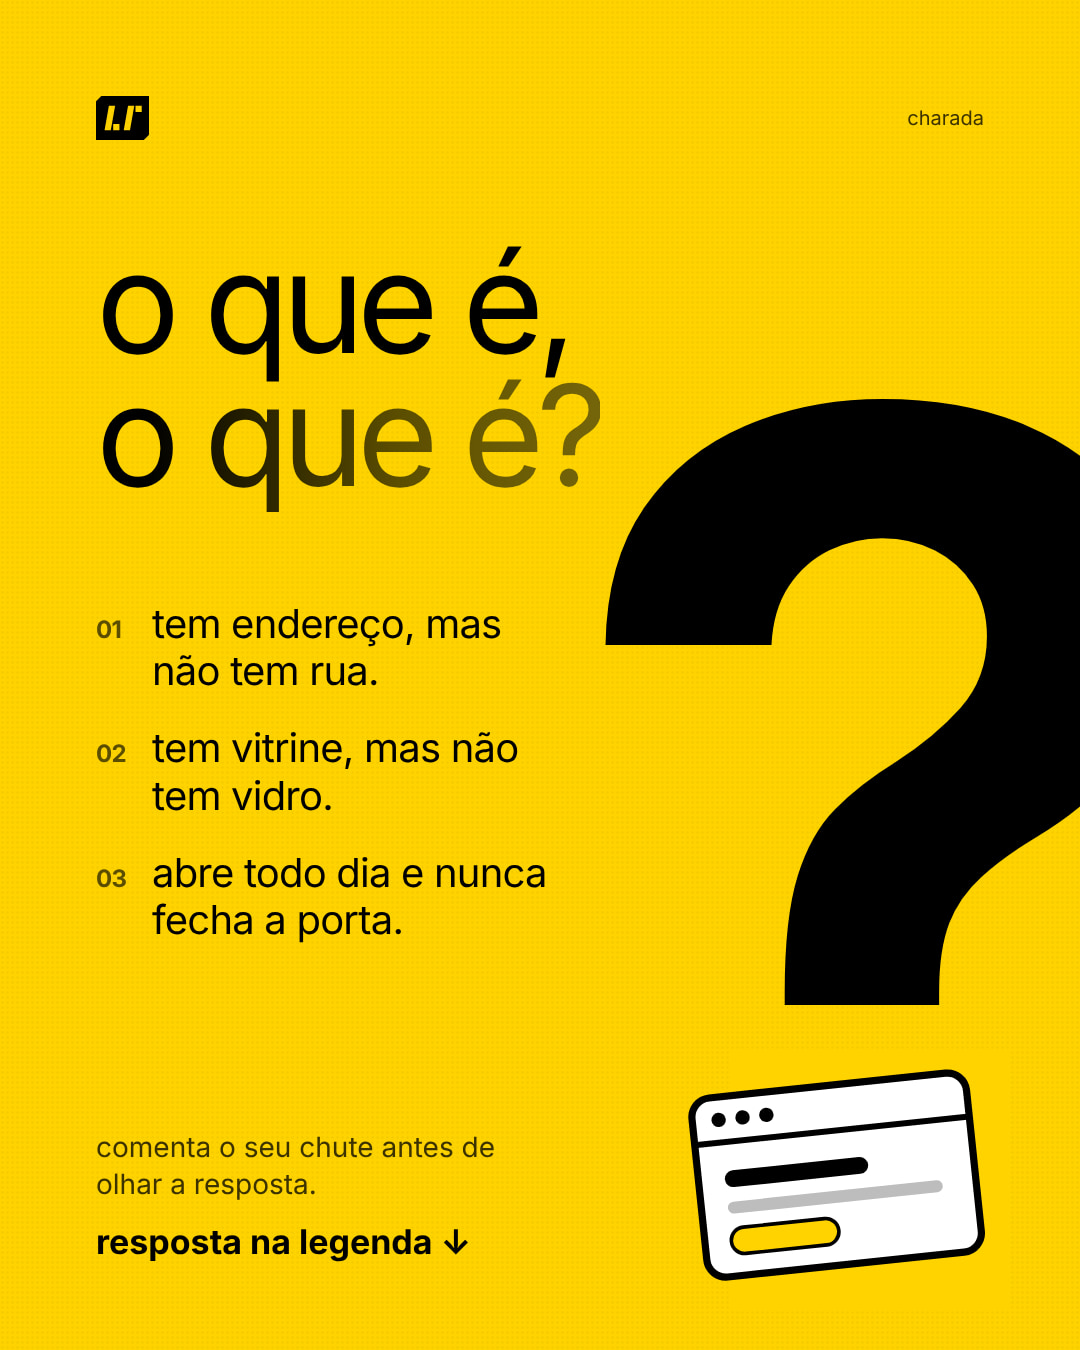 charada
o que é,
o que é?
01 tem endereço, mas
não tem rua.
02 tem vitrine, mas não
tem vidro.
03 abre todo dia e nunca
fecha a porta.
comenta o seu chute antes de
olhar a resposta.
resposta na legenda ↓
?